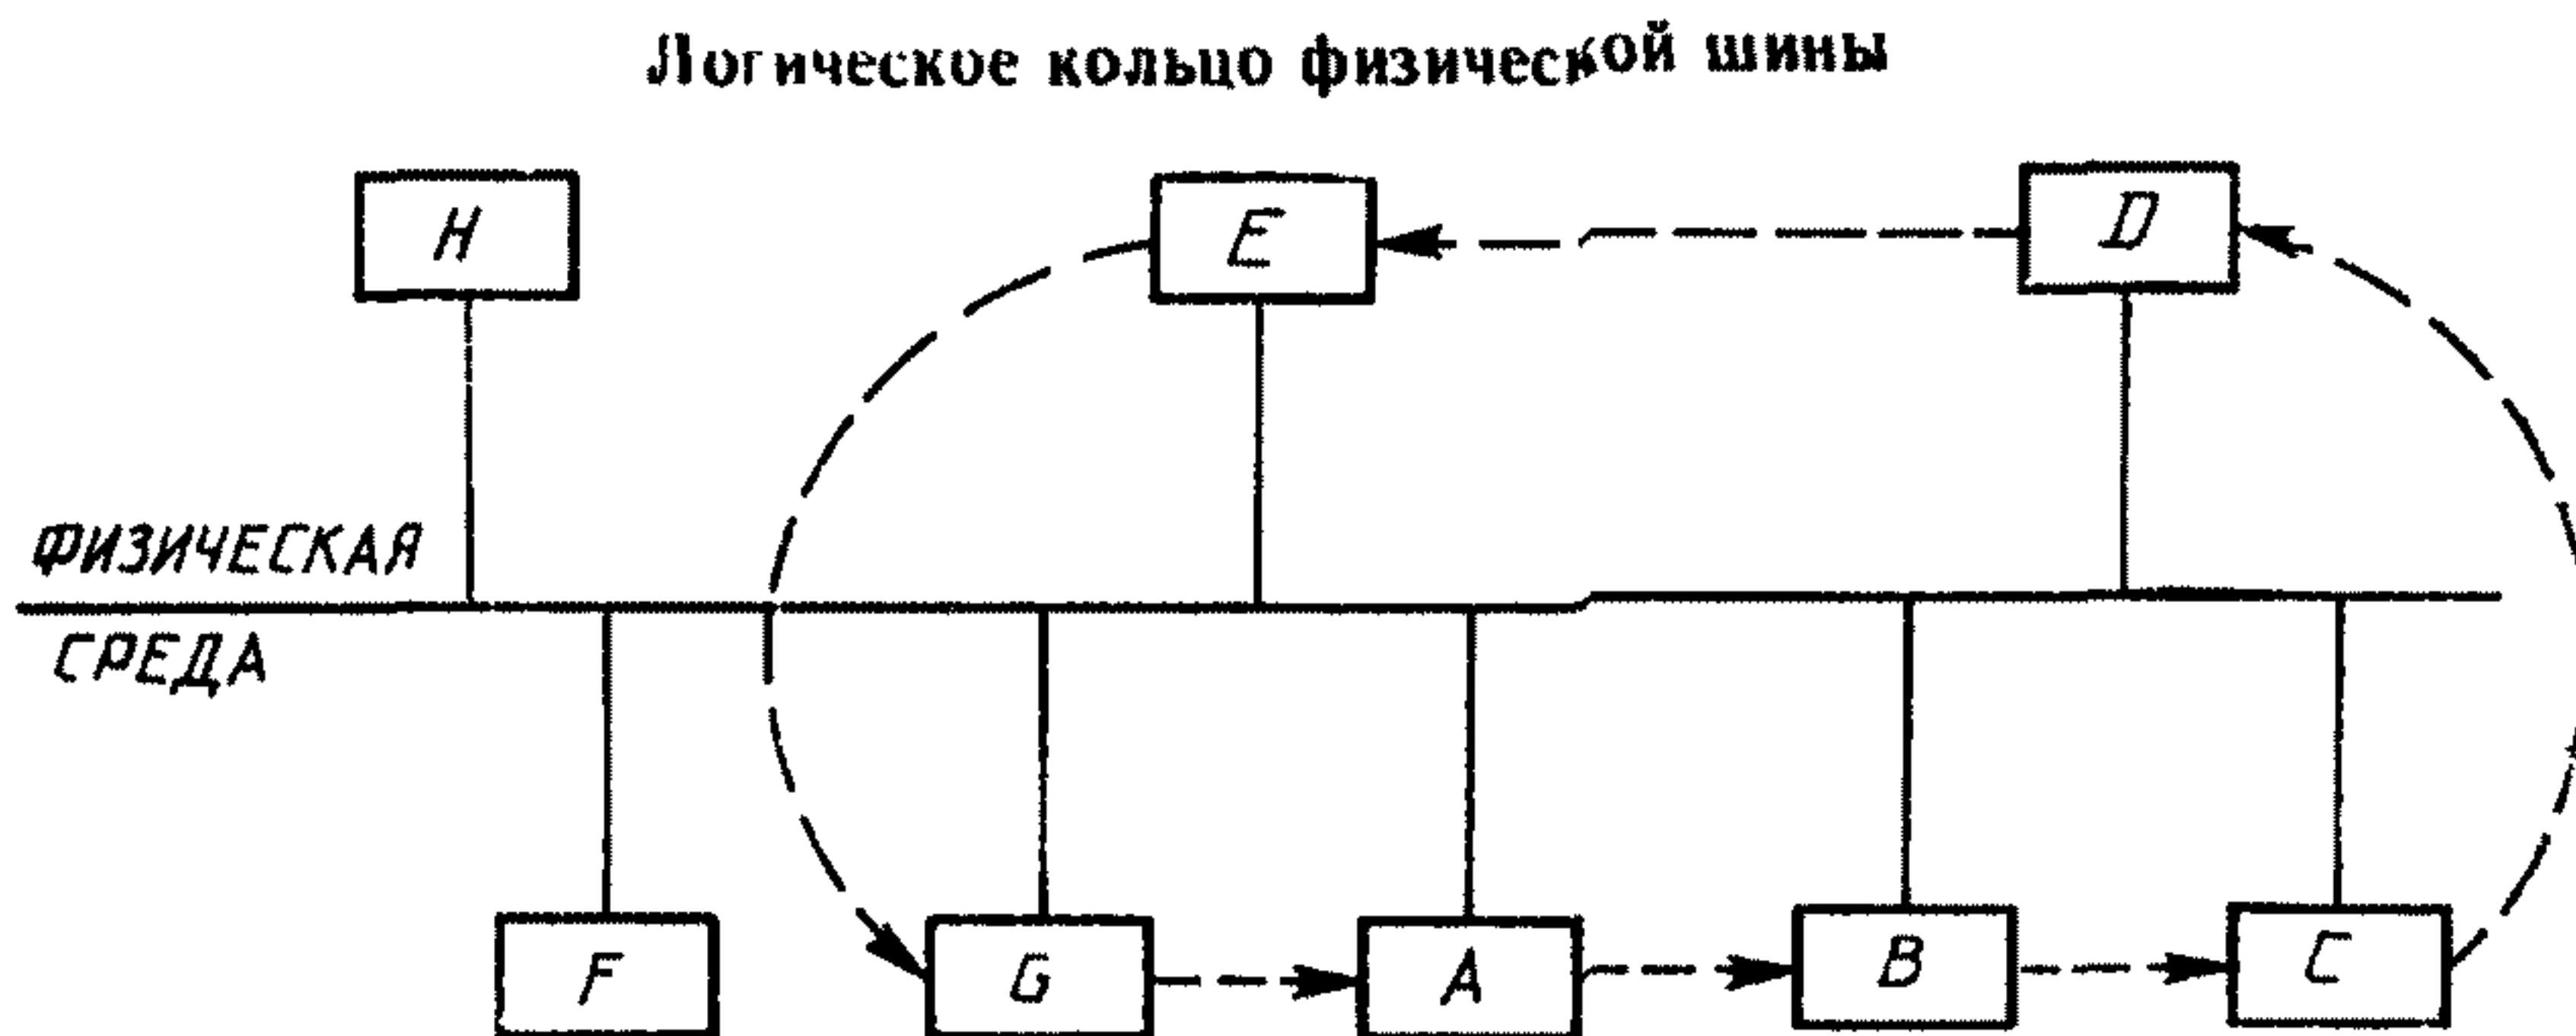 Логическое кольцо физической шины
H
E
D
ФИЗИЧЕСКАЯ
СРЕДА
F
G
A
B
C